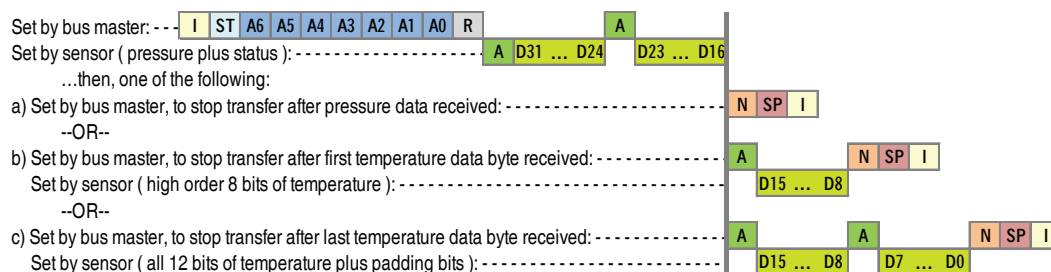 Set by bus master: - - - I ST A6 A5 A4 A3 A2 A1 A0 R A
Set by sensor ( pressure plus status ): - - - - - - - - - - - - - - - - - - A D31 ... D24 D23 ... D16
...then, one of the following:
a) Set by bus master, to stop transfer after pressure data received: - - - - - - - - - - - - - - - - - - - - - N SP I
--OR--
b) Set by bus master, to stop transfer after first temperature data byte received: - - - - - - - - - - - - A N SP I
Set by sensor ( high order 8 bits of temperature ): - - - - - - - - - - - - - - - - - - - - - - - - - - - - - - D15 ... D8
--OR--
c) Set by bus master, to stop transfer after last temperature data byte received: - - - - - - - - - - - - A A N SP I
Set by sensor ( all 12 bits of temperature plus padding bits ): - - - - - - - - - - - - - - - - - - - - - - D15 ... D8 D7 ... D0